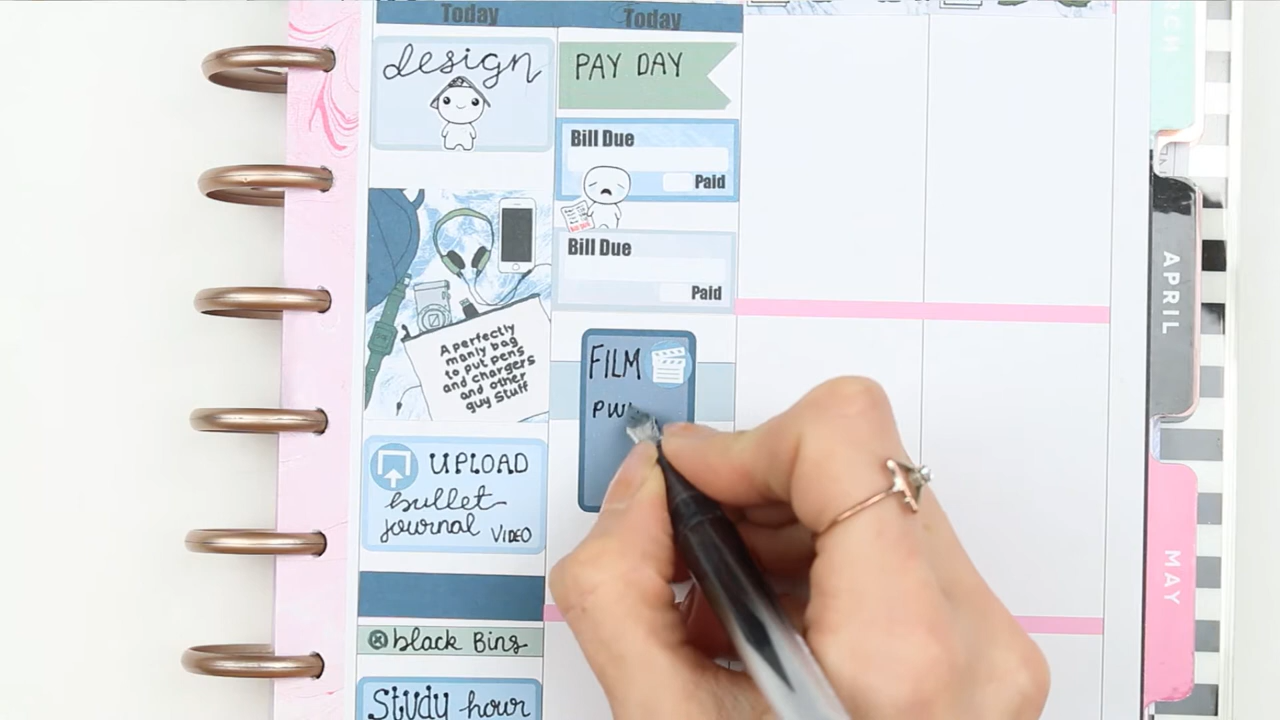 Today
design
A perfectly
manly bag
to put pens
and chargers
and other
guy stuff
UPLOAD
bullet
journal VIDEO
black Bins
Study hour
Today
PAY DAY
Bill Due
Paid
Bill Due
Paid
FILM
APRIL
MAY